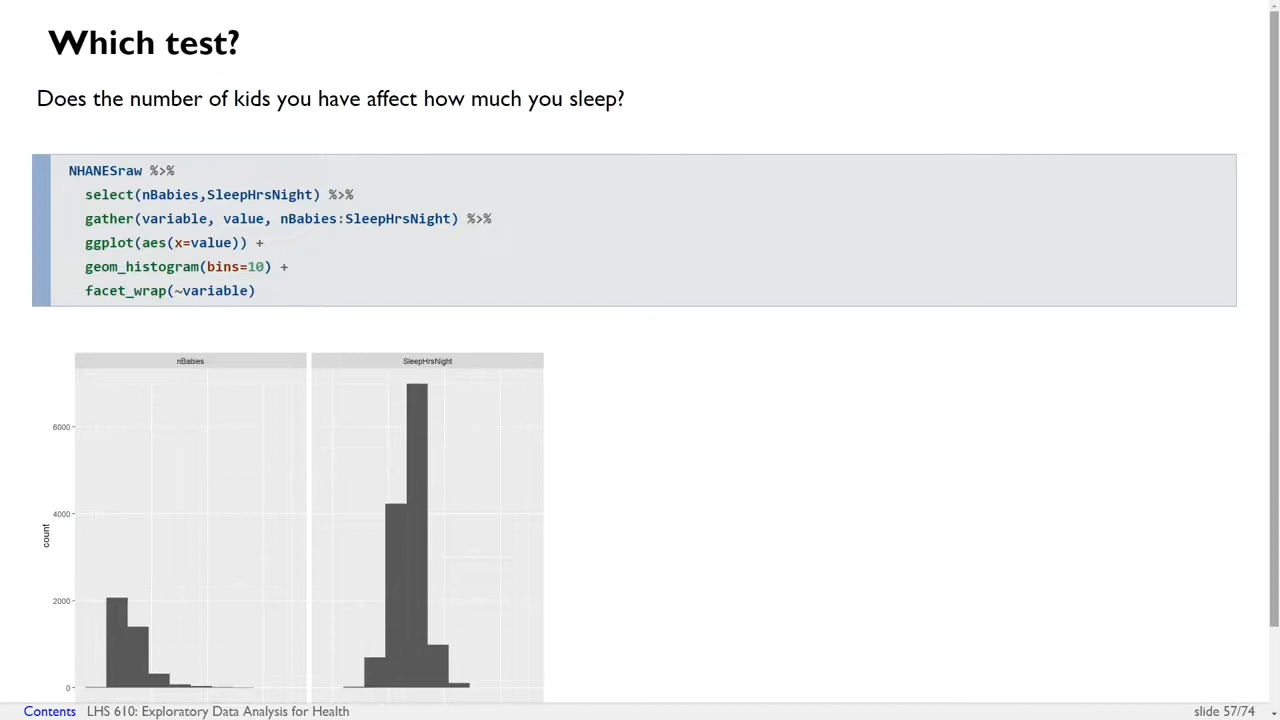 Which test?
Does the number of kids you have affect how much you sleep?
NHANESraw %>%
select(nBabies,SleepHrsNight) %>%
gather(variable, value, nBabies:SleepHrsNight) %>%
ggplot(aes(x=value)) +
geom_histogram(bins=10) +
facet_wrap(~variable)
nBabies SleepHrsNight
6000
4000
count
2000
0
Contents LHS 610: Exploratory Data Analysis for Health slide 57/74